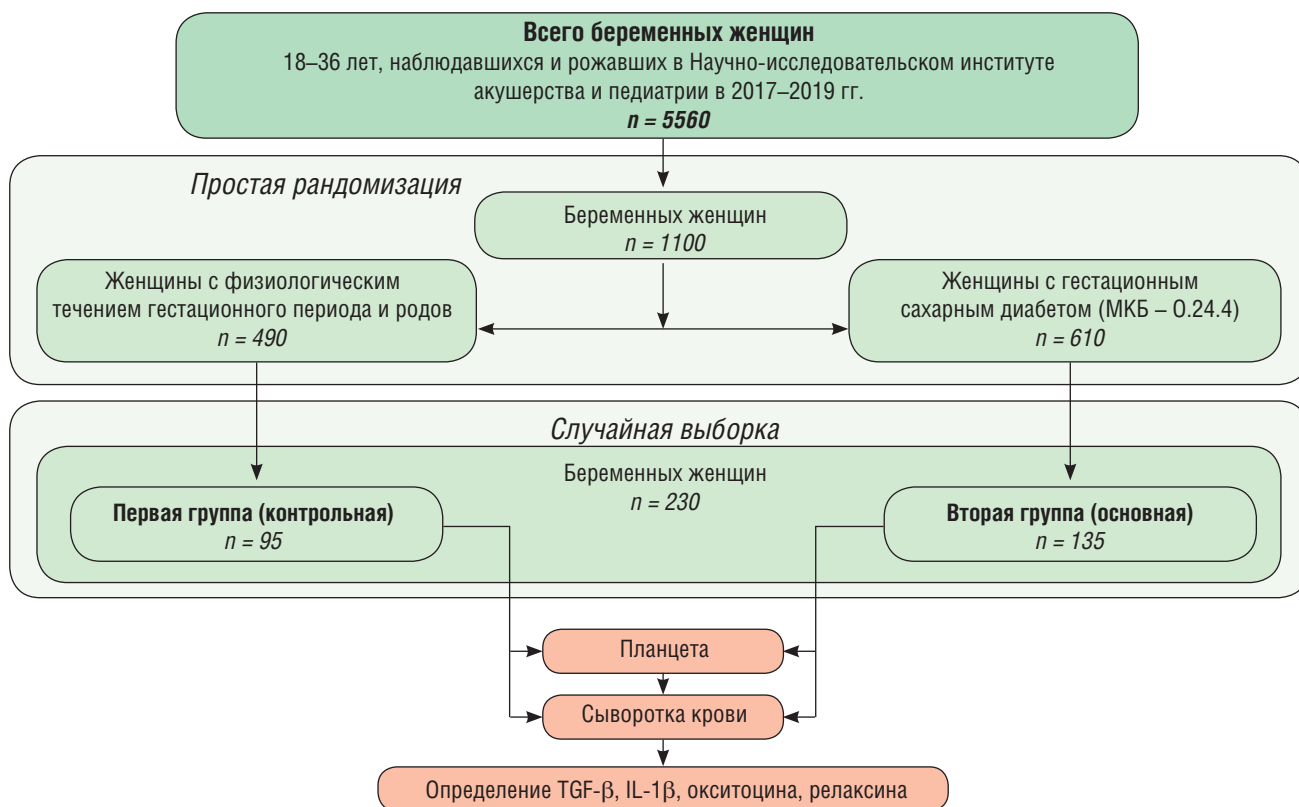 Всего беременных женщин
18–36 лет, наблюдавшихся и рожавших в Научно-исследовательском институте
акушерства и педиатрии в 2017–2019 гг.
n = 5560
Простая рандомизация
Беременных женщин
n = 1100
Женщины с физиологическим
течением гестационного периода и родов
n = 490
Женщины с гестационным
сахарным диабетом (МКБ – О.24.4)
n = 610
Случайная выборка
Беременных женщин
n = 230
Первая группа (контрольная)
n = 95
Вторая группа (основная)
n = 135
Планцета
Сыворотка крови
Определение TGF-β, IL-1β, окситоцина, релаксина